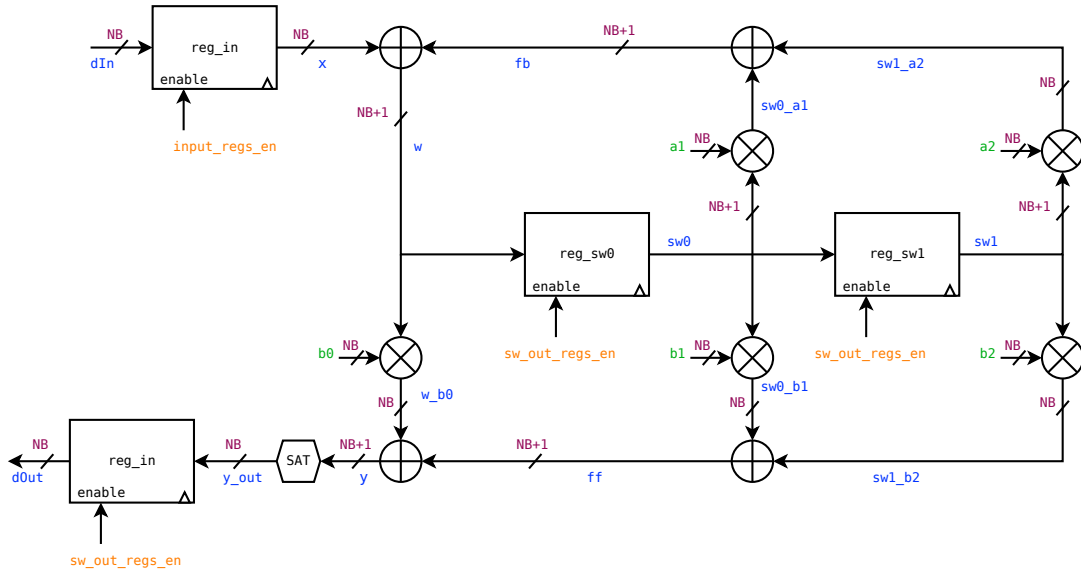 NB
dIn
reg_in
enable
input_regs_en
NB
x
NB+1
fb
sw1_a2
NB
NB+1
w
sw0_a1
a1
NB
a2
NB
NB+1
NB+1
reg_sw0
enable
sw_out_regs_en
sw0
reg_sw1
enable
sw_out_regs_en
sw1
b0
NB
b1
NB
b2
NB
w_b0
NB
sw0_b1
NB
NB
NB
dOut
reg_in
enable
sw_out_regs_en
NB
y_out
SAT
NB+1
y
NB+1
ff
sw1_b2